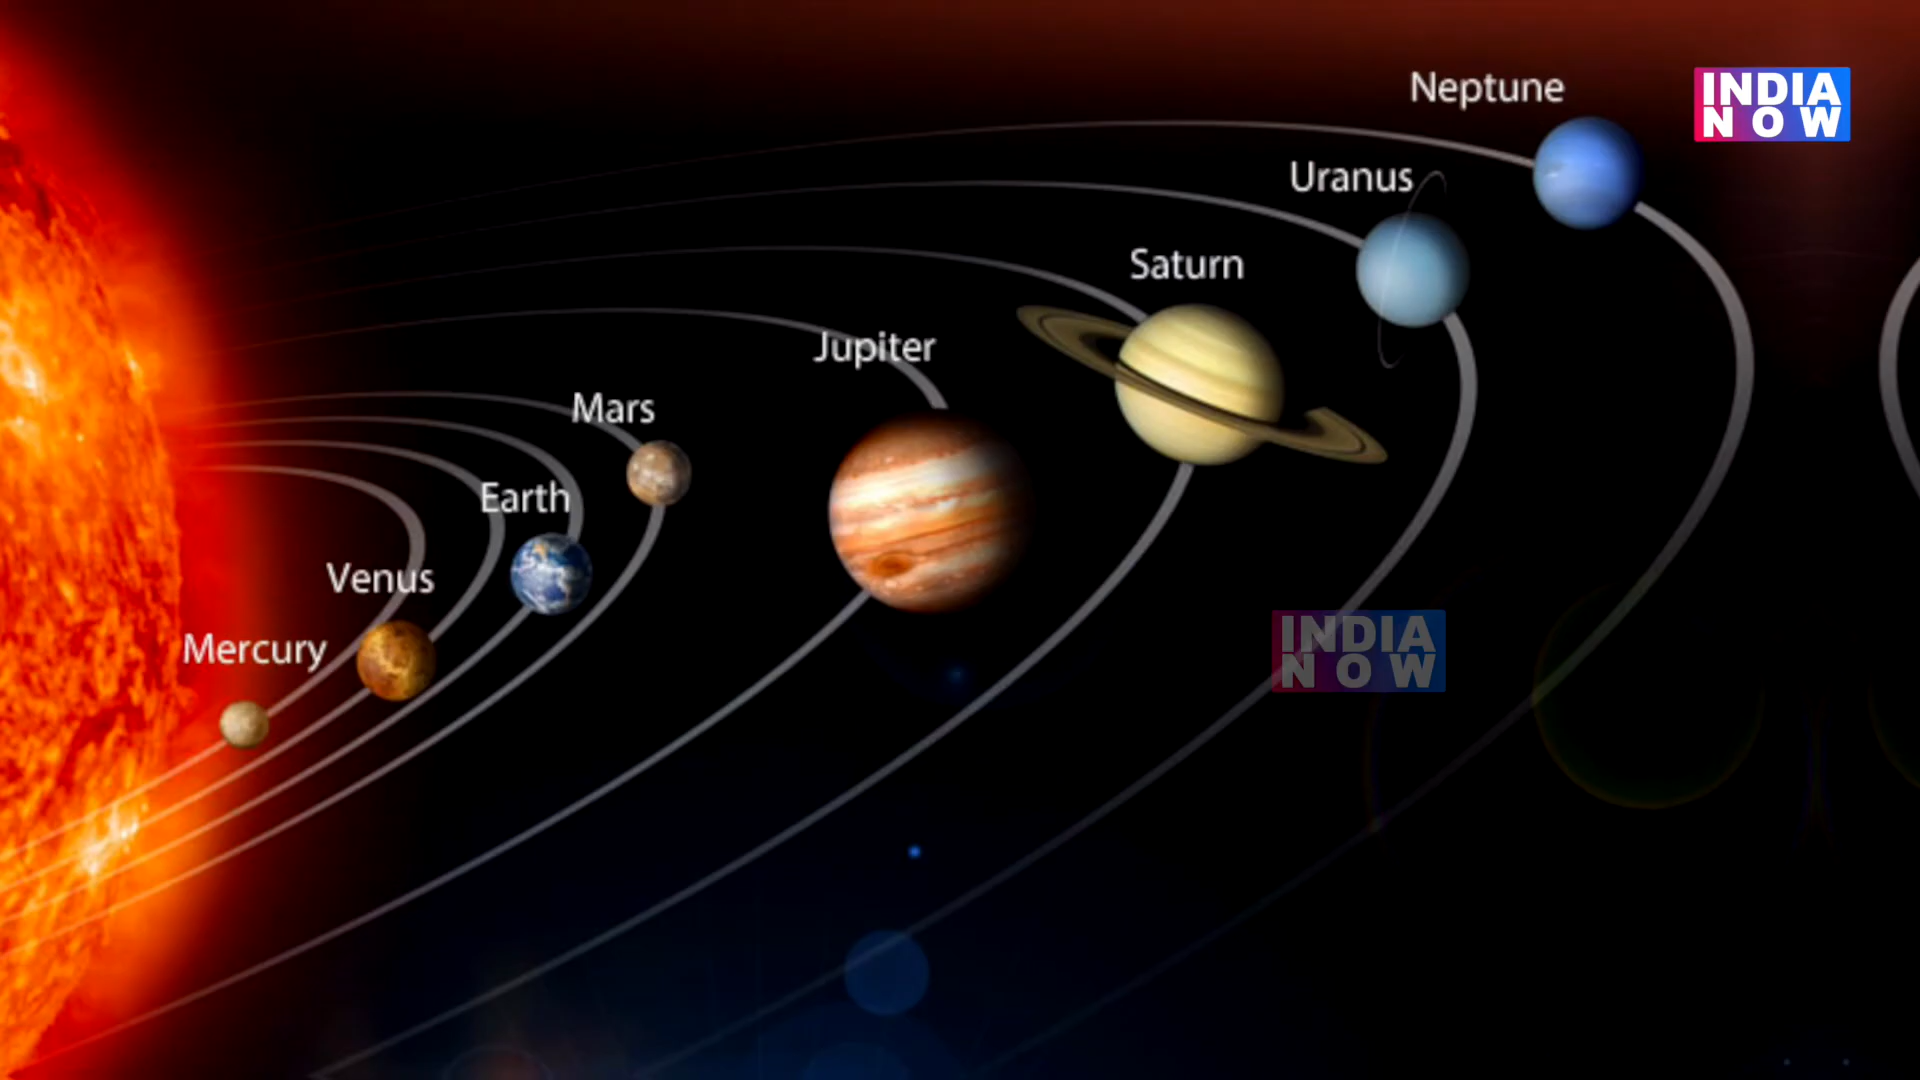 Neptune
INDIA
NOW
Uranus
Saturn
Jupiter
Mars
Earth
Venus
Mercury
INDIA
NOW